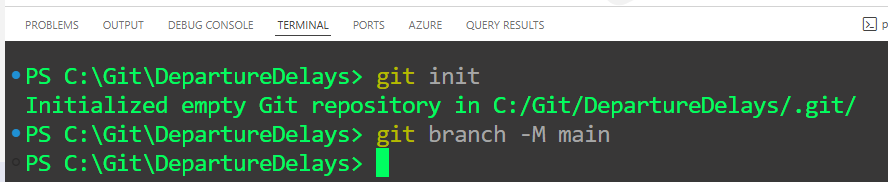 PROBLEMS OUTPUT DEBUG CONSOLE TERMINAL PORTS AZURE QUERY RESULTS
PS C:\Git\DepartureDelays> git init
Initialized empty Git repository in C:/Git/DepartureDelays/.git/
PS C:\Git\DepartureDelays> git branch -M main
PS C:\Git\DepartureDelays>